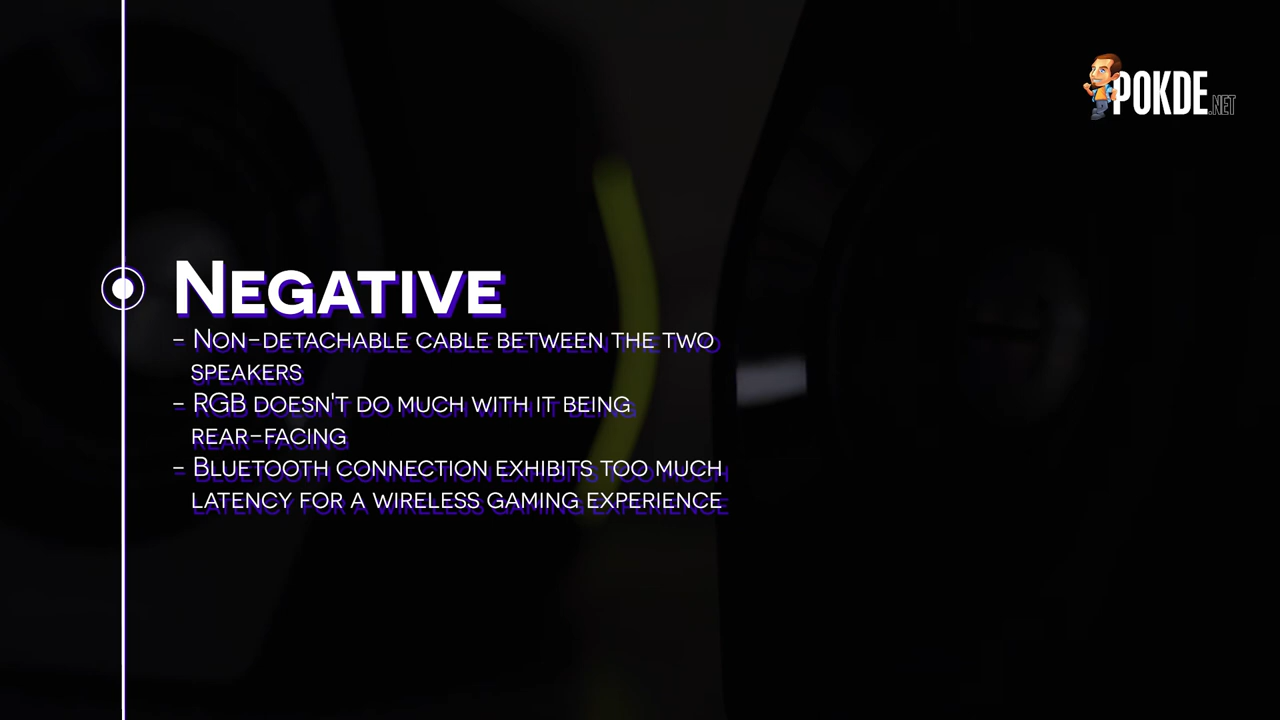 POKDE.NET
NEGATIVE
- NON-DETACHABLE CABLE BETWEEN THE TWO
SPEAKERS
- RGB DOESN'T DO MUCH WITH IT BEING
REAR-FACING
- BLUETOOTH CONNECTION EXHIBITS TOO MUCH
LATENCY FOR A WIRELESS GAMING EXPERIENCE